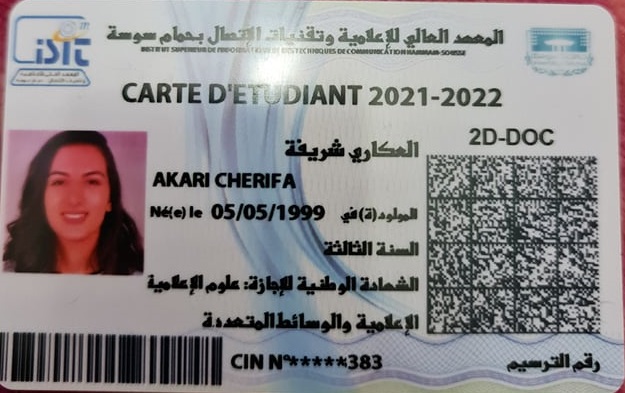 المعهد العالي للإعلامية وتقنيات الإتصال بحمام سوسة
INSTITUT SUPERIEUR DE INFORMATIQUE ET DES TECHNIQUES DE COMMUNICATION HAMMAM-SOUSSE
isit
CARTE D'ETUDIANT 2021-2022
2D-DOC
العكاري شريفة
AKARI CHERIFA
Né(e) le 05/05/1999 المولود(ة) في
السنة الثالثة
الشهادة الوطنية للإجازة: علوم الإعلامية
الإعلامية والوسائط المتعددة
CIN N°*****383 رقم الترسيم